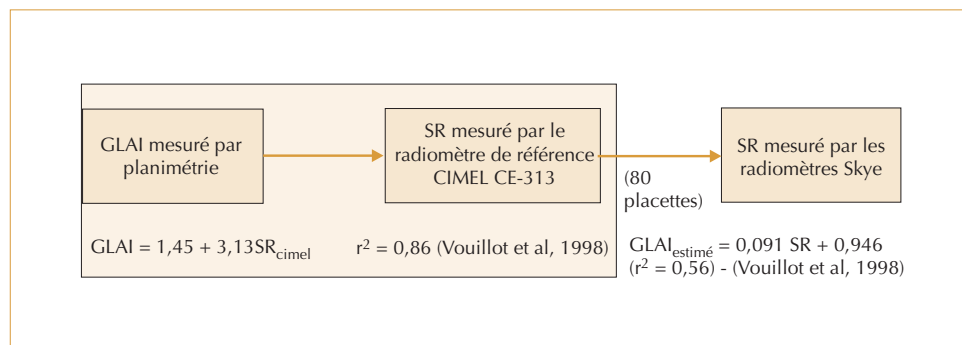 GLAI mesuré par
planimétrie
SR mesuré par le
radiomètre de référence
CIMEL CE-313
(80
placettes)
SR mesuré par les
radiomètres Skye
GLAI = 1,45 + 3,13SRcimel
r² = 0,86 (Vouillot et al, 1998)
GLAIestimé = 0,091 SR + 0,946
(r² = 0,56) - (Vouillot et al, 1998)